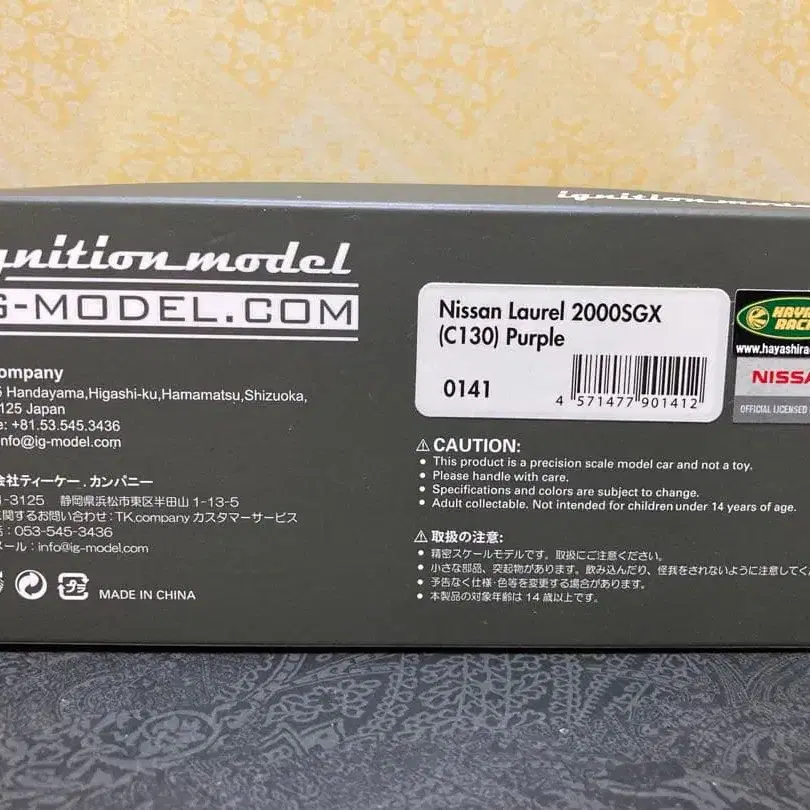 ignition mode
gnition model
G-MODEL.COM
ompany
5 Handayama,Higashi-ku,Hamamatsu,Shizuoka,
125 Japan
e: +81.53.545.3436
info@ig-model.com
会社ティーケー．カンパニー
-3125 静岡県浜松市東区半田山 1-13-5
に関するお問い合わせ：TK.company カスタマーサービス
：053-545-3436
メール：info@ig-model.com
プラ
MADE IN CHINA
Nissan Laurel 2000SGX
(C130) Purple
0141
4 571477 901412
HAYA
RACI
www.hayashirac
NISSA
OFFICIAL LICENSED
⚠CAUTION:
• This product is a precision scale model car and not a toy.
• Please handle with care.
• Specifications and colors are subject to change.
• Adult collectable. Not intended for children under 14 years of age.
⚠取扱の注意:
• 精密スケールモデルです。取扱にご注意ください。
• 小さな部品、突起物があります。飲み込んだり、怪我をされないように注意してく
• 予告なく仕様・色等を変更する場合があります。
• 本製品の対象年齢は 14 歳以上です。